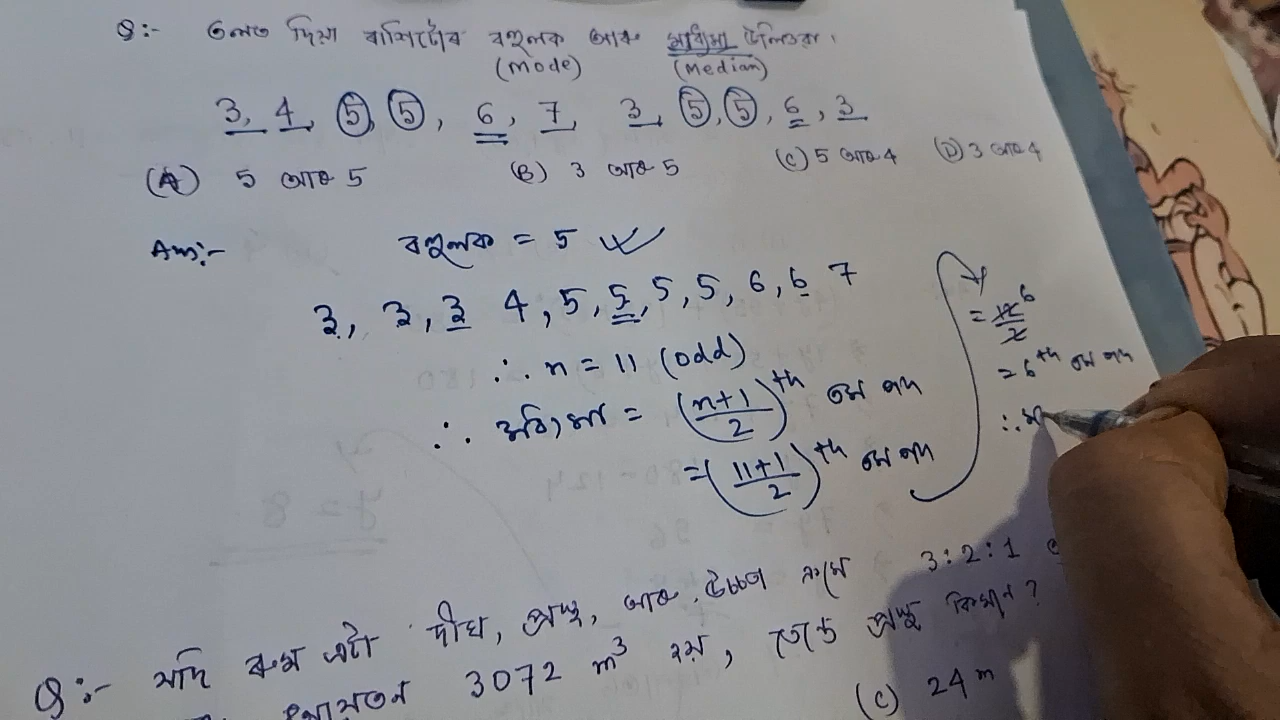 Q:- তলত দিয়া ৰাশিটোৰ বহুলক আৰু মধ্যমা উলিওৱা।
(Mode) (Median)
3, 4, 5, 5, 6, 7, 3, 5, 5, 6, 3
(A) 5 আৰু 5 (B) 3 আৰু 5 (C) 5 আৰু 4 (D) 3 আৰু 4
Ans:- বহুলক = 5
3, 3, 3 4, 5, 5, 5, 5, 6, 6 7
∴ n = 11 (odd)
∴ মধ্যমা = (n+1/2)th তম পদ
= (11+1/2)th তম পদ
= 12/2 6
= 6th তম পদ
∴ ম
Q:- যদি ৰুম এটা দীঘ, প্ৰস্থ, আৰু উচ্চতা 3:2:1
আয়তন 3072 m³ হয়, তেন্তে প্ৰস্থ কিমান?
(C) 24 m